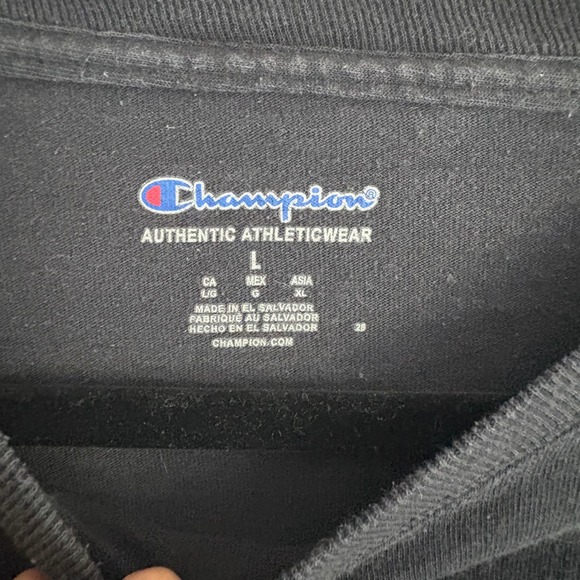 Champion®
AUTHENTIC ATHLETICWEAR
L
CA MEX ASIA
L/G G XL
MADE IN EL SALVADOR
FABRIQUÉ AU SALVADOR
HECHO EN EL SALVADOR
28
CHAMPION.COM